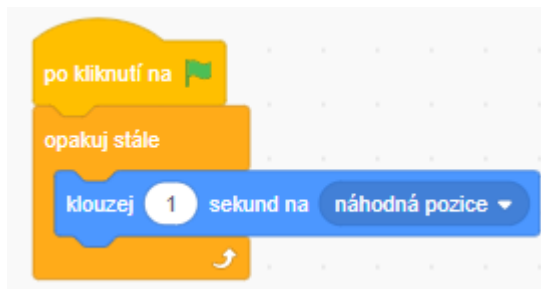 po kliknutí na
opakuj stále
klouzej 1 sekund na náhodná pozice